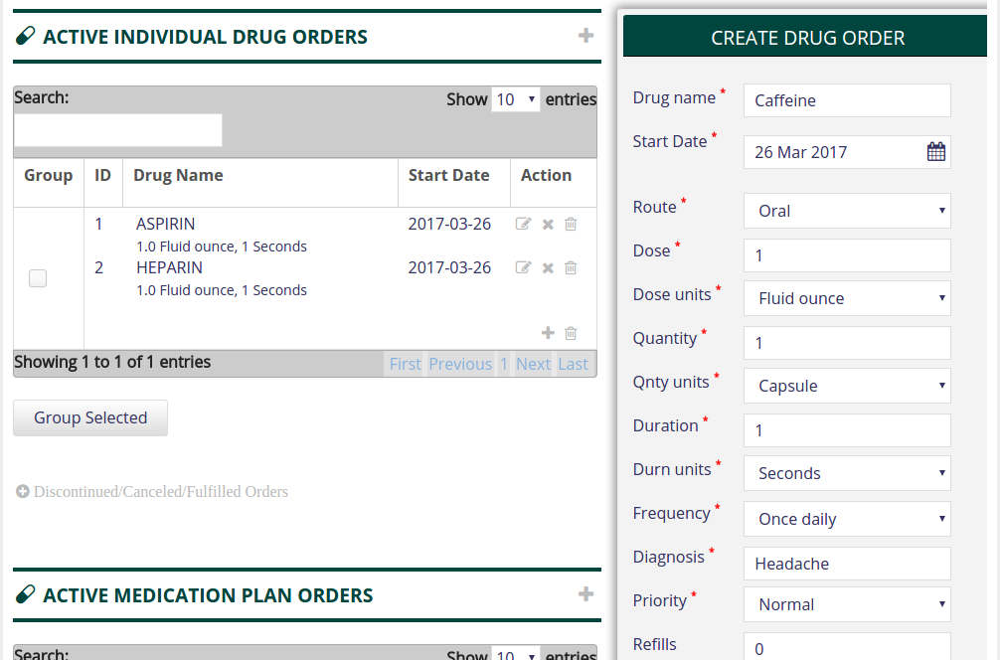 ACTIVE INDIVIDUAL DRUG ORDERS
Search:
Show 10 entries
Group ID Drug Name Start Date Action
1 ASPIRIN 2017-03-26
1.0 Fluid ounce, 1 Seconds
2 HEPARIN 2017-03-26
1.0 Fluid ounce, 1 Seconds
Showing 1 to 1 of 1 entries
First Previous 1 Next Last
Group Selected
Discontinued/Canceled/Fulfilled Orders
ACTIVE MEDICATION PLAN ORDERS
Search:
Show 10 entries
CREATE DRUG ORDER
Drug name * Caffeine
Start Date * 26 Mar 2017
Route * Oral
Dose * 1
Dose units * Fluid ounce
Quantity * 1
Qnty units * Capsule
Duration * 1
Durn units * Seconds
Frequency * Once daily
Diagnosis * Headache
Priority * Normal
Refills 0